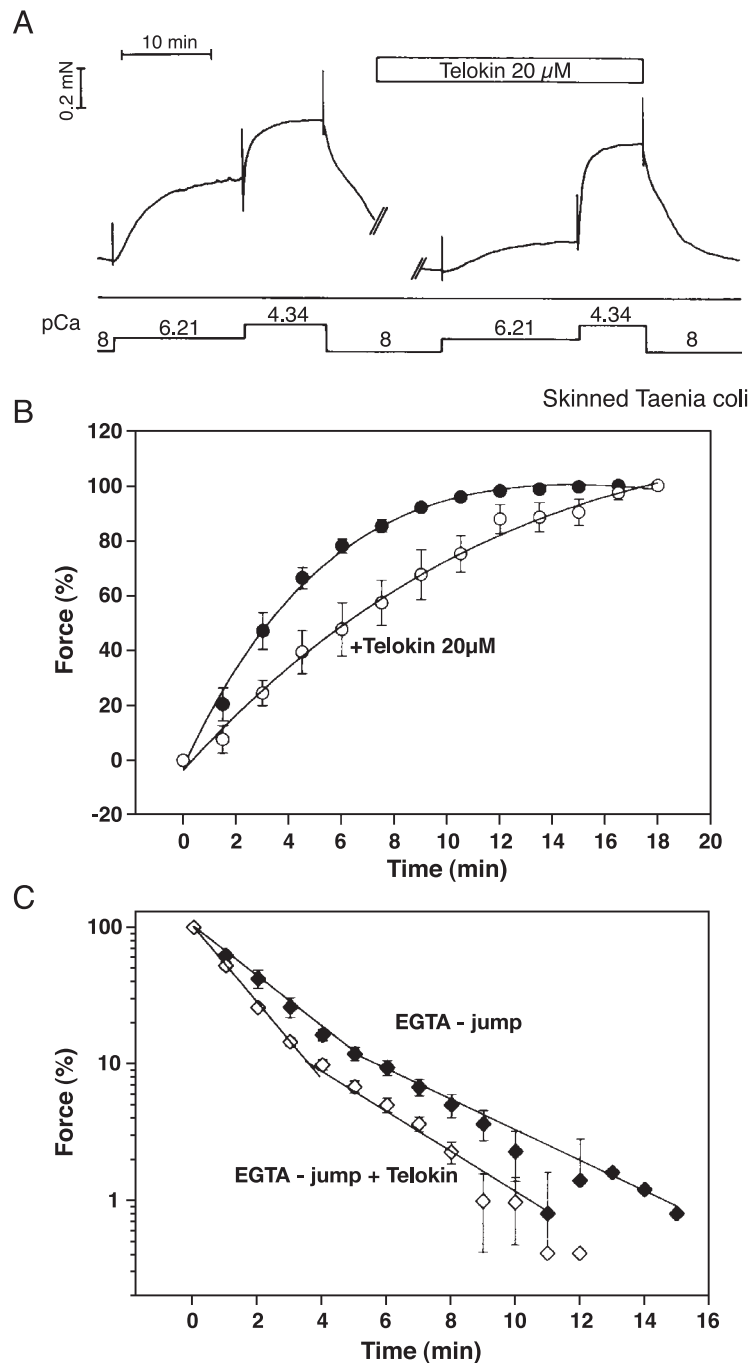 A
10 min
0.2 mN
Telokin 20 µM
pCa
8 6.21 4.34 8 6.21 4.34 8
Skinned Taenia coli
B
120
100
80
60
40
20
0
-20
Force (%)
+Telokin 20µM
0 2 4 6 8 10 12 14 16 18 20
Time (min)
C
100
10
1
Force (%)
EGTA - jump
EGTA - jump + Telokin
0 2 4 6 8 10 12 14 16
Time (min)